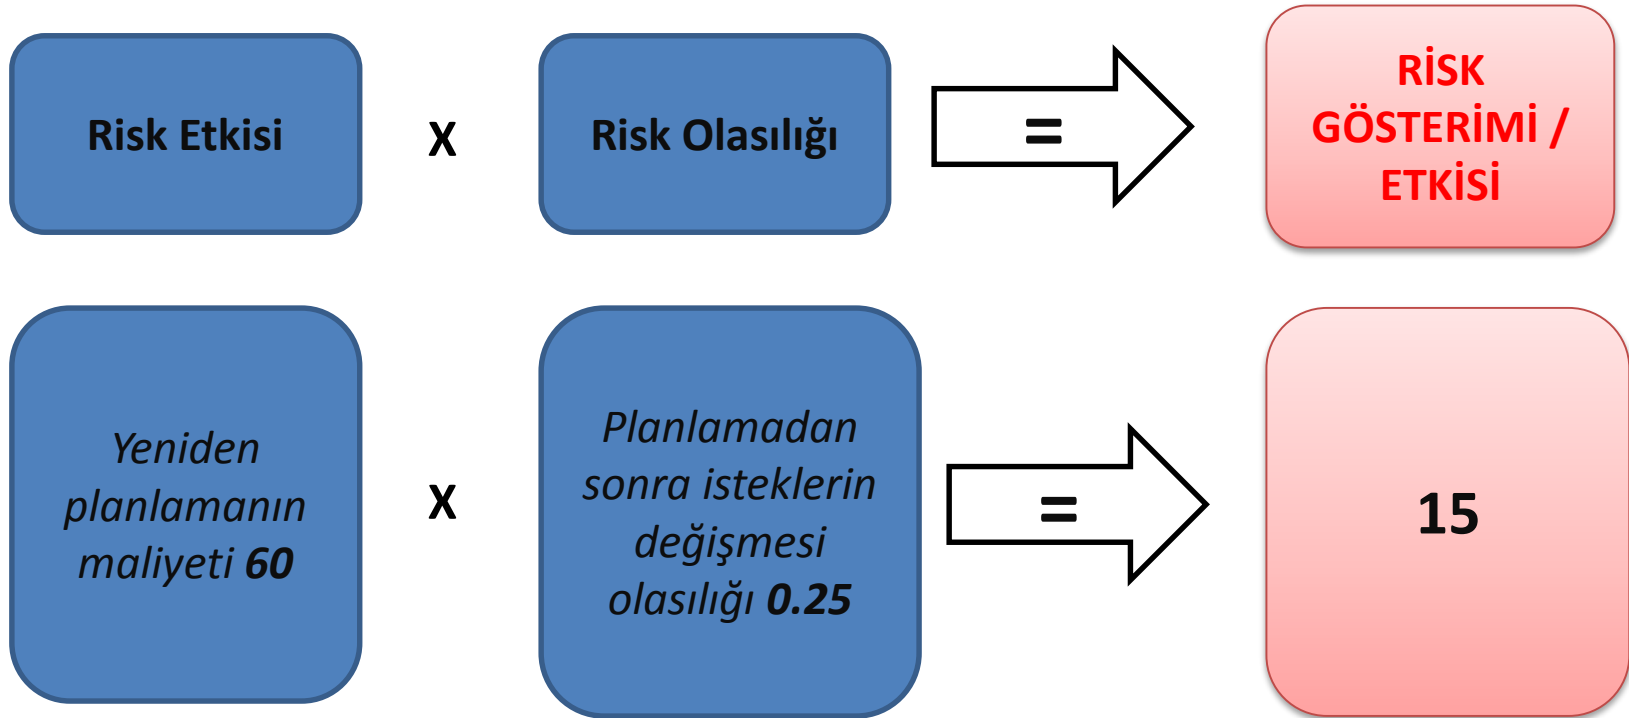 Risk Etkisi
X
Risk Olasılığı
=
RİSK
GÖSTERİMİ /
ETKİSİ
Yeniden
planlamanın
maliyeti 60
X
Planlamadan
sonra isteklerin
değişmesi
olasılığı 0.25
=
15